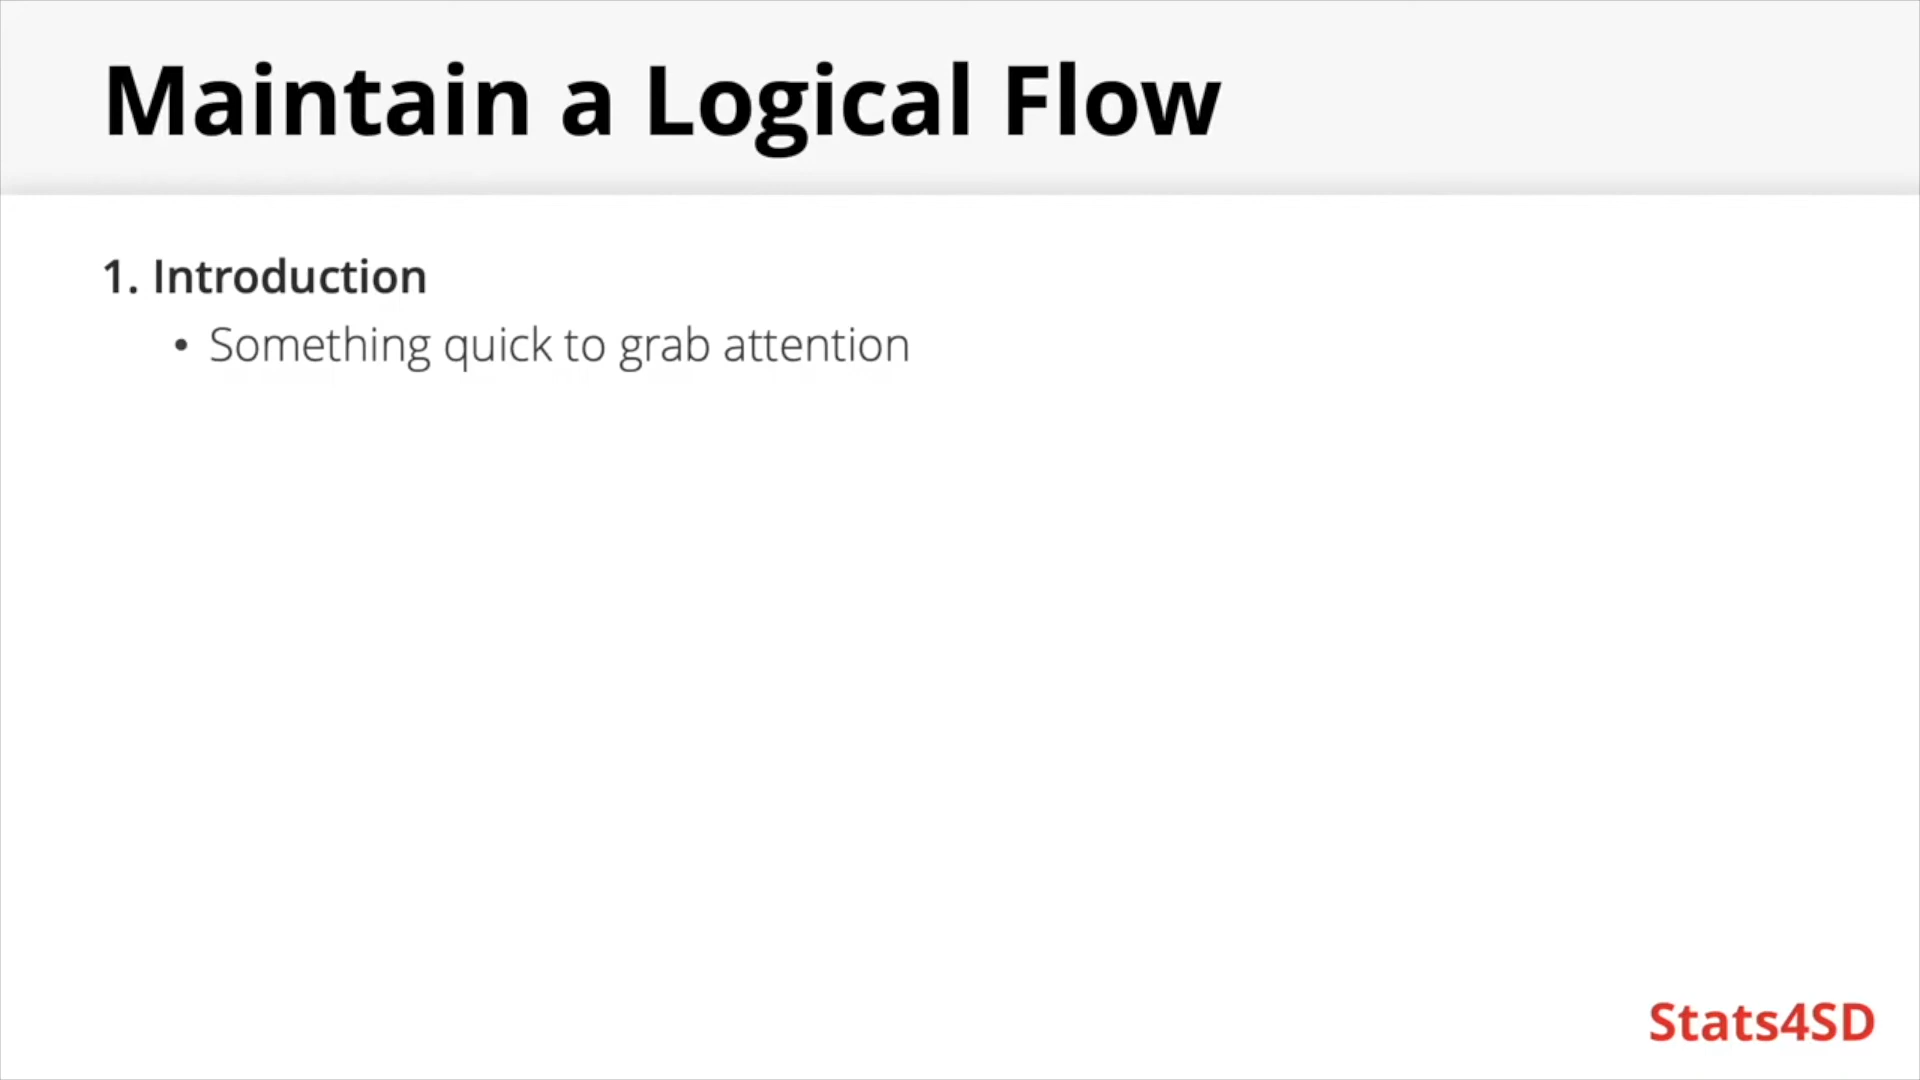 Maintain a Logical Flow
1. Introduction
• Something quick to grab attention
Stats4SD